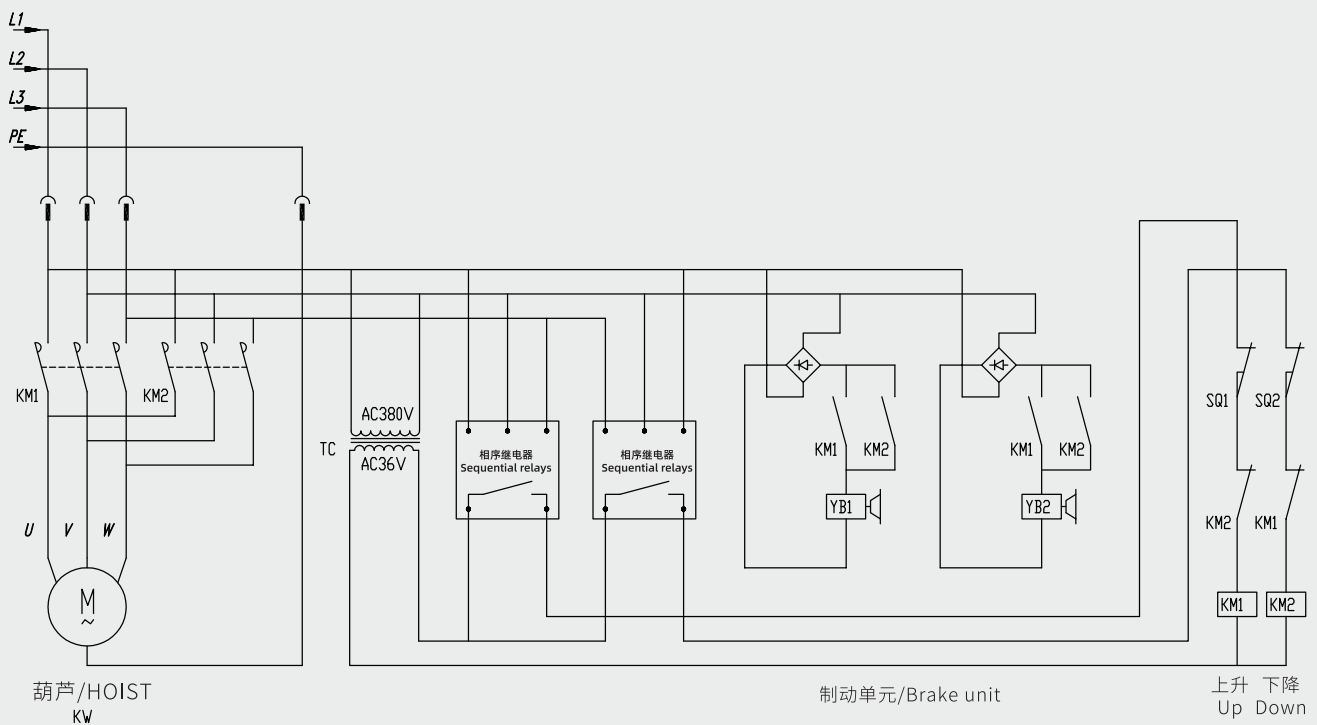 L1
L2
L3
PE
KM1
KM2
TC
AC380V
AC36V
相序继电器
Sequential relays
相序继电器
Sequential relays
KM1
KM2
YB1
KM1
KM2
YB2
SQ1
SQ2
KM2
KM1
KM1
KM2
U
V
W
M
~
葫芦/HOIST
KW
制动单元/Brake unit
上升 下降
Up Down